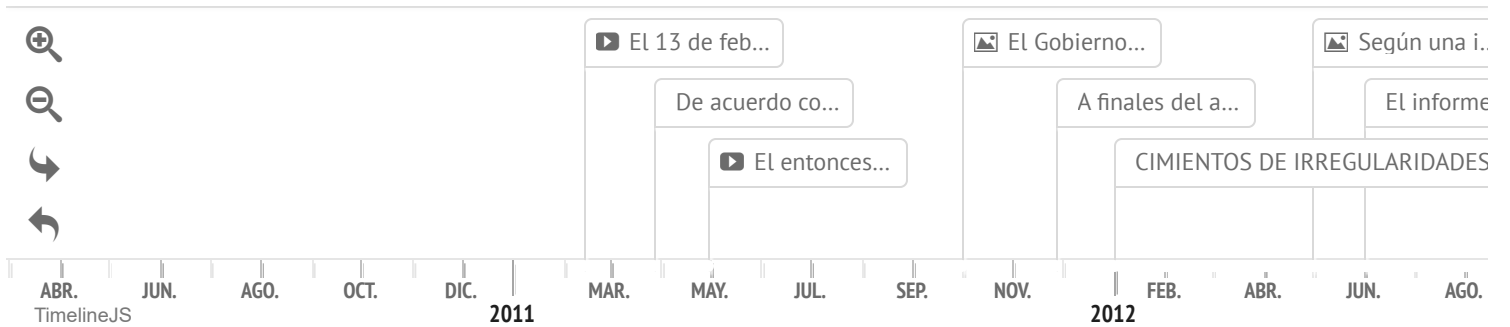 El 13 de feb...
El Gobierno...
Según una i...
De acuerdo co...
A finales del a...
El informe
El entonces...
CIMIENTOS DE IRREGULARIDADES
ABR. JUN. AGO. OCT. DIC. MAR. MAY. JUL. SEP. NOV. FEB. ABR. JUN. AGO.
TimelineJS 2011 2012